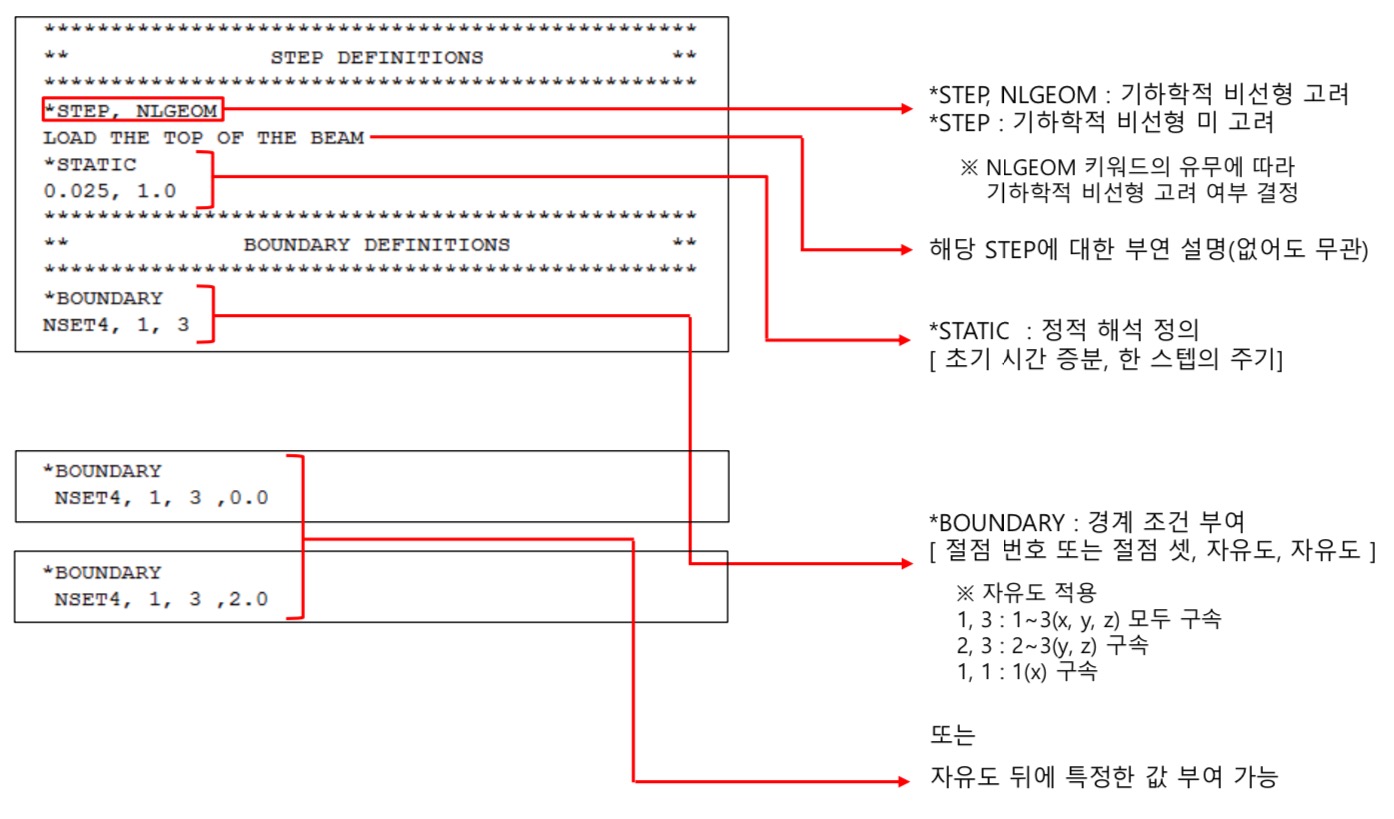 *************************************************
** STEP DEFINITIONS **
*************************************************
*STEP, NLGEOM
LOAD THE TOP OF THE BEAM
*STATIC
0.025, 1.0
*************************************************
** BOUNDARY DEFINITIONS **
*************************************************
*BOUNDARY
NSET4, 1, 3
*BOUNDARY
NSET4, 1, 3 ,0.0
*BOUNDARY
NSET4, 1, 3 ,2.0
*STEP, NLGEOM : 기하학적 비선형 고려
*STEP : 기하학적 비선형 미 고려
※ NLGEOM 키워드의 유무에 따라
기하학적 비선형 고려 여부 결정
해당 STEP에 대한 부연 설명(없어도 무관)
*STATIC : 정적 해석 정의
[ 초기 시간 증분, 한 스텝의 주기]
*BOUNDARY : 경계 조건 부여
[ 절점 번호 또는 절점 셋, 자유도, 자유도 ]
※ 자유도 적용
1, 3 : 1~3(x, y, z) 모두 구속
2, 3 : 2~3(y, z) 구속
1, 1 : 1(x) 구속
또는
자유도 뒤에 특정한 값 부여 가능